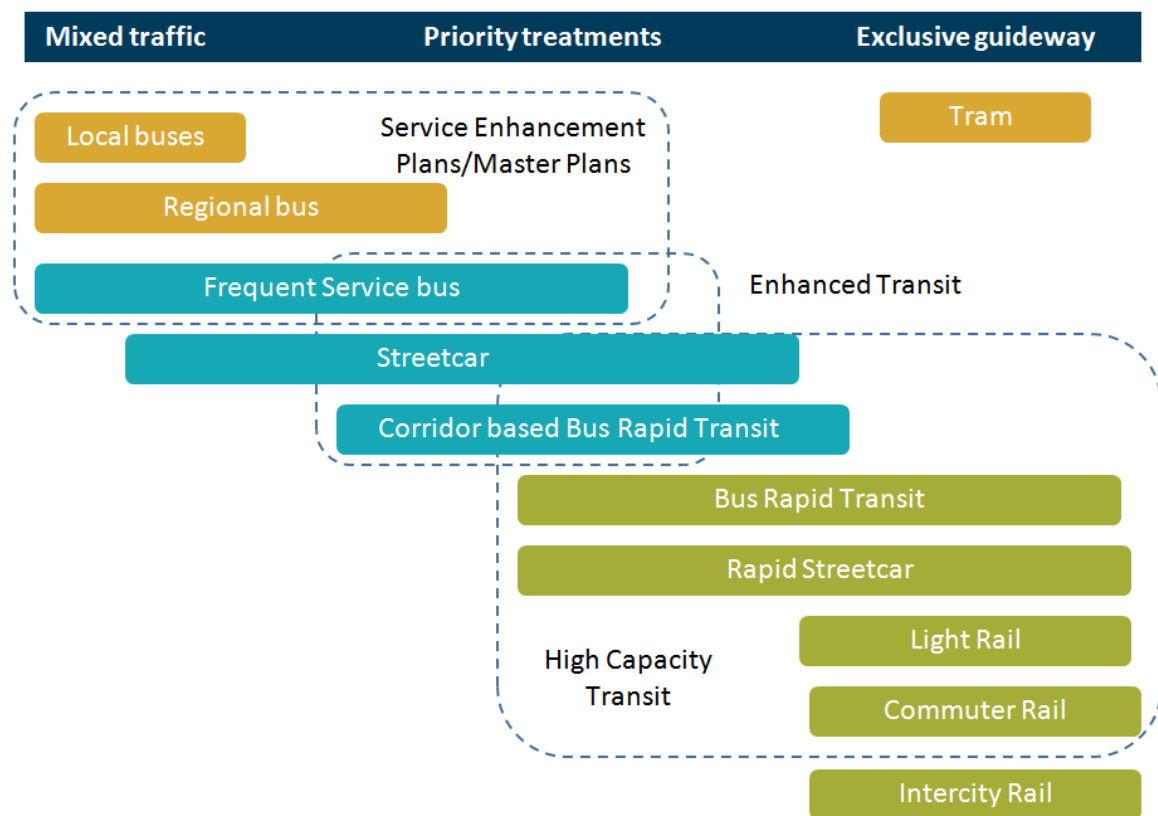 Mixed traffic
Priority treatments
Exclusive guideway
Local buses
Service Enhancement
Plans/Master Plans
Tram
Regional bus
Frequent Service bus
Enhanced Transit
Streetcar
Corridor based Bus Rapid Transit
Bus Rapid Transit
Rapid Streetcar
Light Rail
High Capacity
Transit
Commuter Rail
Intercity Rail